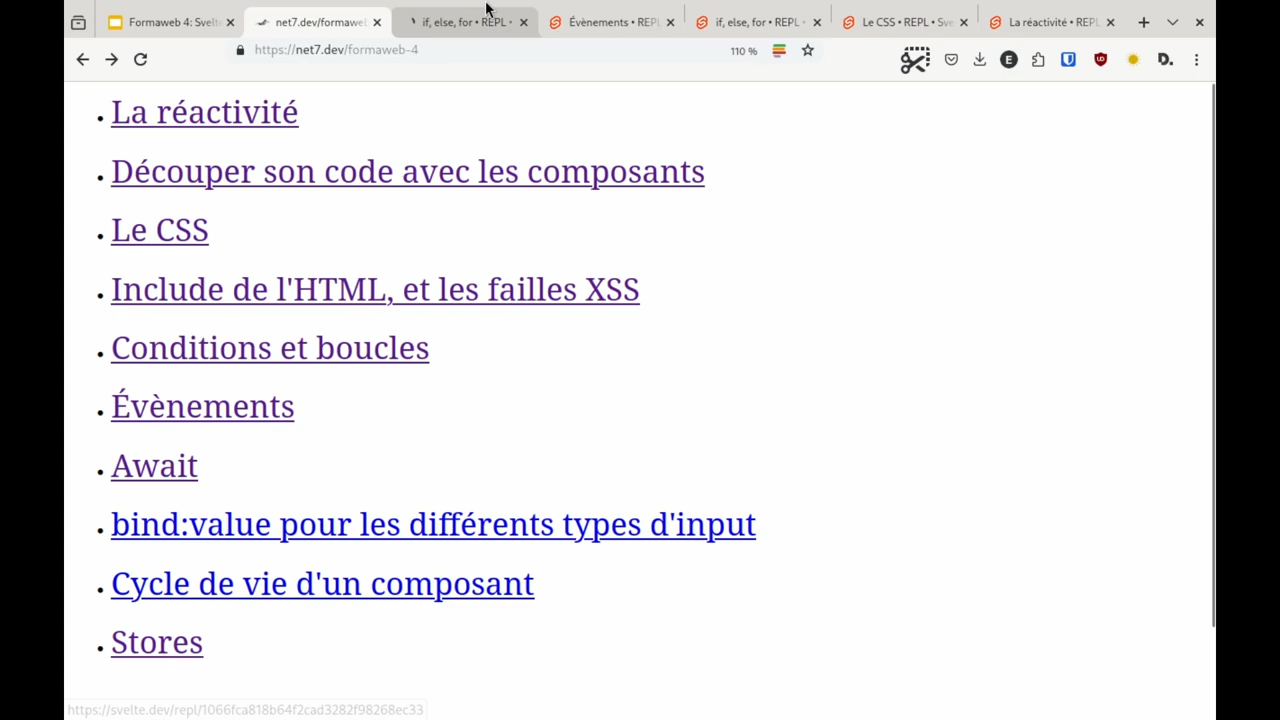 Formaweb 4: Svelt
net7.dev/formaweb
if, else, for • REPL •
Évènements • REPL
if, else, for • REPL •
Le CSS • REPL • Sve
La réactivité • REPL
https://net7.dev/formaweb-4
110 %
La réactivité
Découper son code avec les composants
Le CSS
Include de l'HTML, et les failles XSS
Conditions et boucles
Évènements
Await
bind:value pour les différents types d'input
Cycle de vie d'un composant
Stores
https://svelte.dev/repl/1066fca818b64f2cad3282f98268ec33